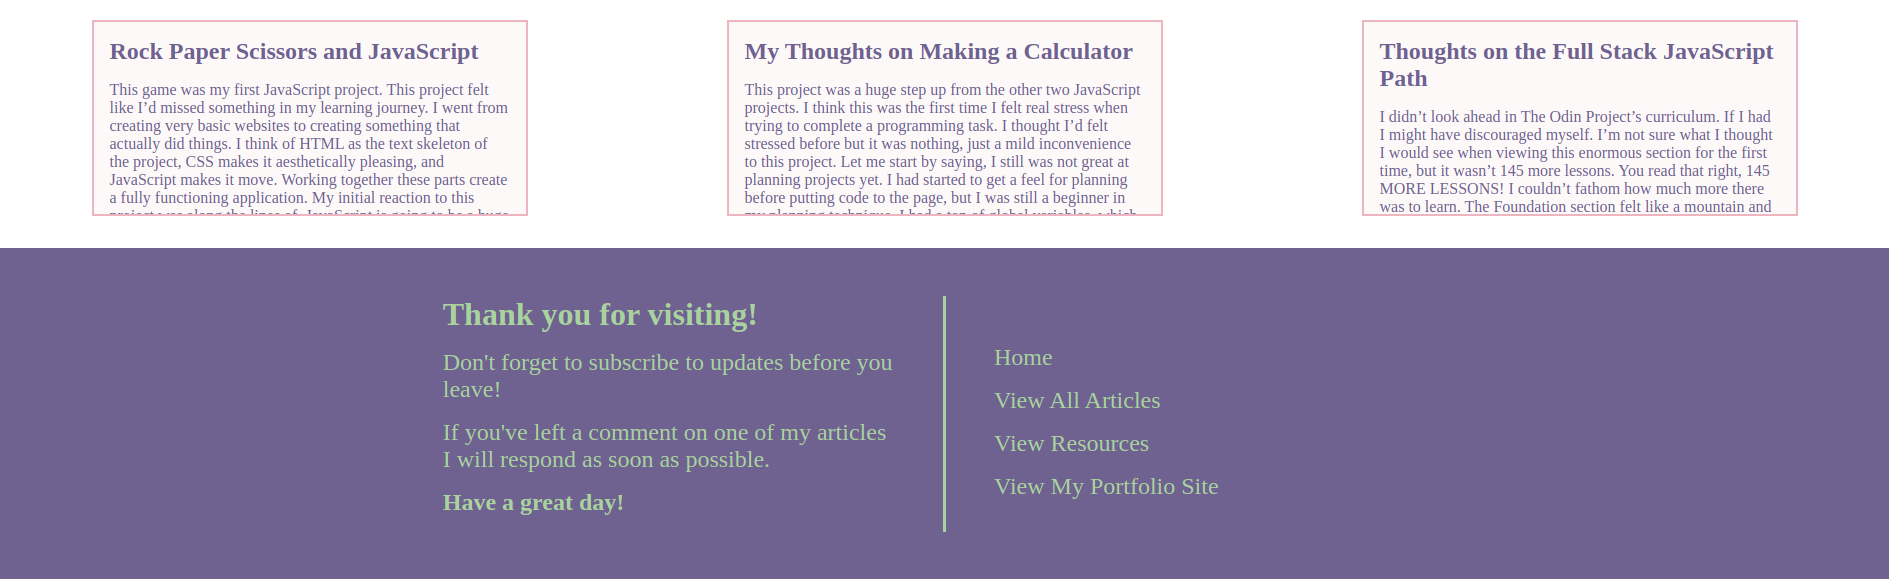 Rock Paper Scissors and JavaScript
This game was my first JavaScript project. This project felt
like I’d missed something in my learning journey. I went from
creating very basic websites to creating something that
actually did things. I think of HTML as the text skeleton of
the project, CSS makes it aesthetically pleasing, and
JavaScript makes it move. Working together these parts create
a fully functioning application. My initial reaction to this
My Thoughts on Making a Calculator
This project was a huge step up from the other two JavaScript
projects. I think this was the first time I felt real stress when
trying to complete a programming task. I thought I’d felt
stressed before but it was nothing, just a mild inconvenience
to this project. Let me start by saying, I still was not great at
planning projects yet. I had started to get a feel for planning
before putting code to the page, but I was still a beginner in
Thoughts on the Full Stack JavaScript
Path
I didn’t look ahead in The Odin Project’s curriculum. If I had
I might have discouraged myself. I’m not sure what I thought
I would see when viewing this enormous section for the first
time, but it wasn’t 145 more lessons. You read that right, 145
MORE LESSONS! I couldn’t fathom how much more there
was to learn. The Foundation section felt like a mountain and
Thank you for visiting!
Don't forget to subscribe to updates before you
leave!
If you've left a comment on one of my articles
I will respond as soon as possible.
Have a great day!
Home
View All Articles
View Resources
View My Portfolio Site